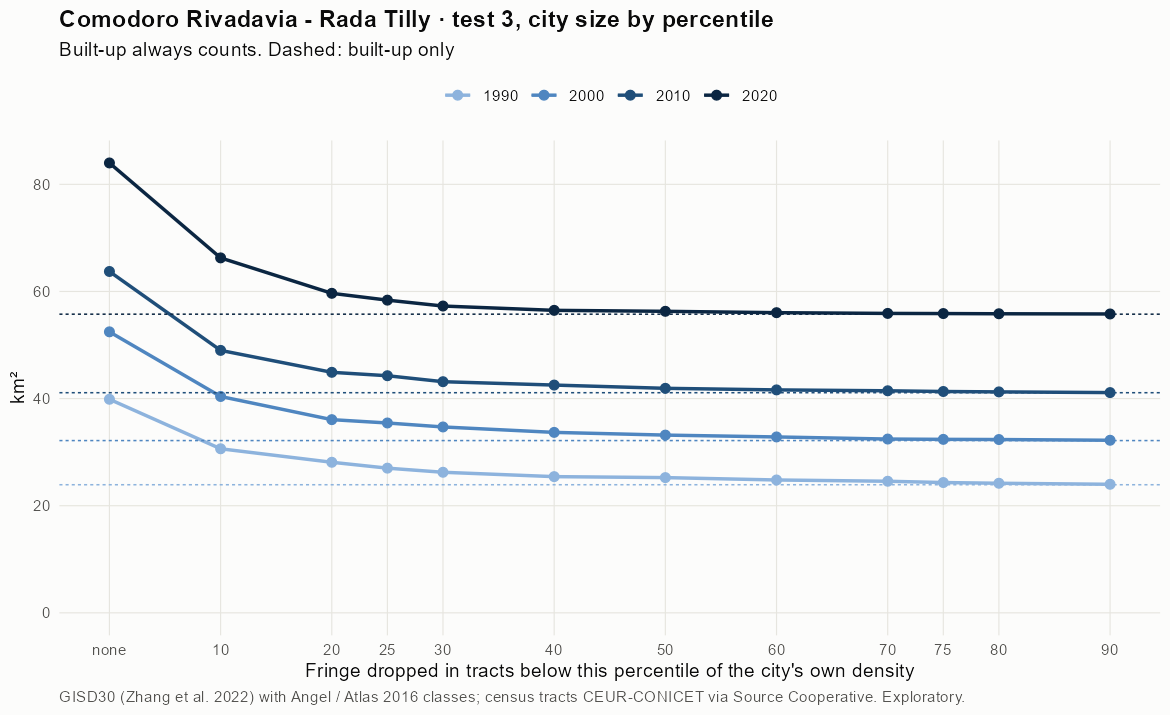 Comodoro Rivadavia - Rada Tilly · test 3, city size by percentile
Built-up always counts. Dashed: built-up only
1990 2000 2010 2020
80
60
40
20
0
km²
none 10 20 25 30 40 50 60 70 75 80 90
Fringe dropped in tracts below this percentile of the city's own density
GISD30 (Zhang et al. 2022) with Angel / Atlas 2016 classes; census tracts CEUR-CONICET via Source Cooperative. Exploratory.